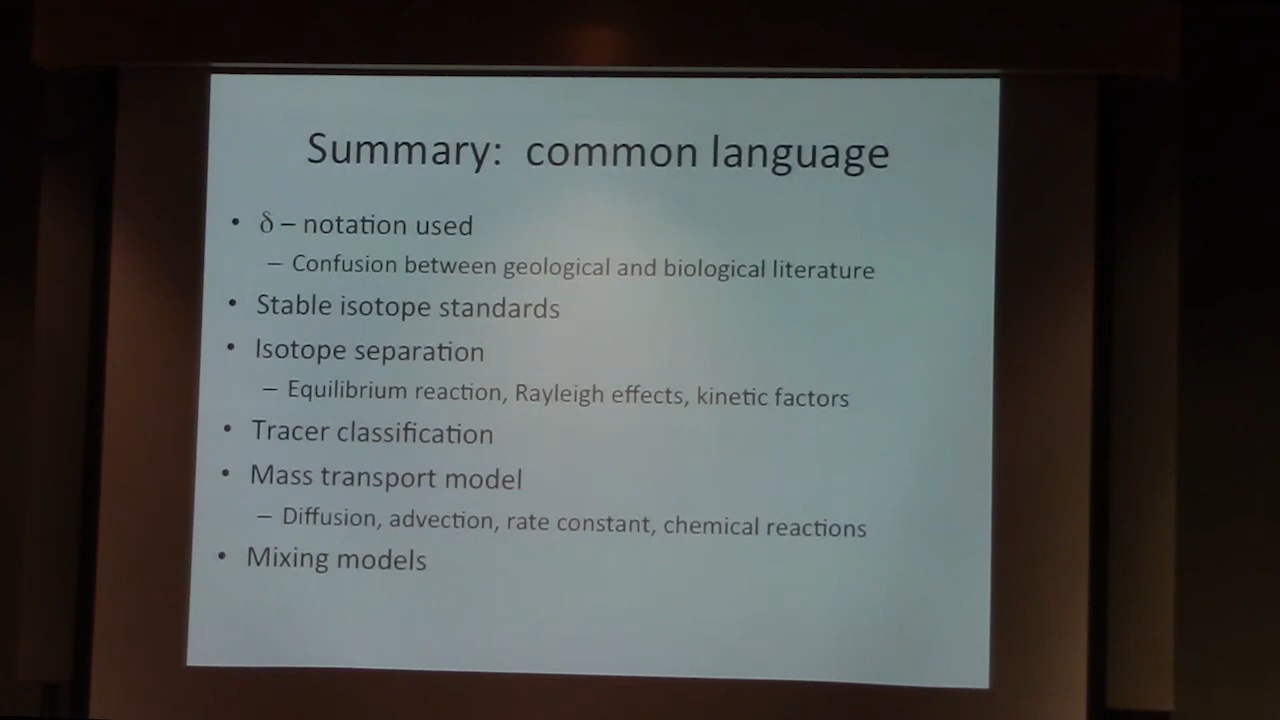 Summary: common language
• δ – notation used
– Confusion between geological and biological literature
• Stable isotope standards
• Isotope separation
– Equilibrium reaction, Rayleigh effects, kinetic factors
• Tracer classification
• Mass transport model
– Diffusion, advection, rate constant, chemical reactions
• Mixing models